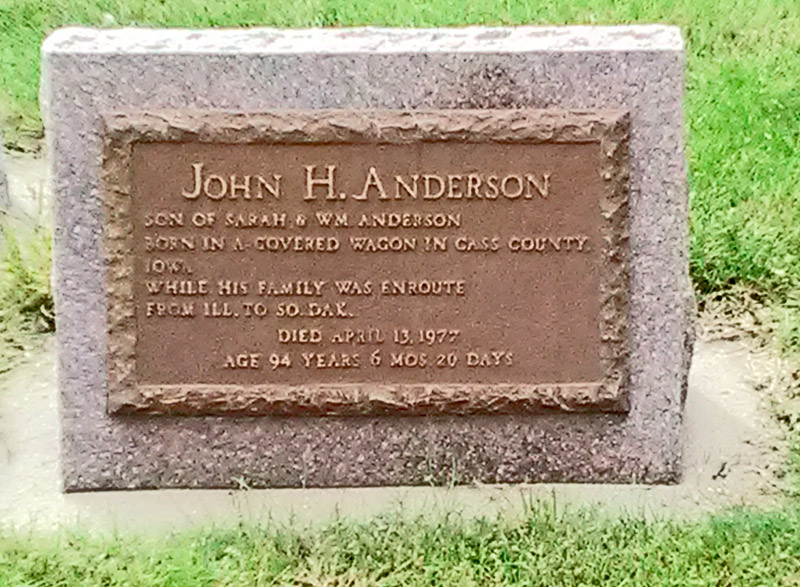 JOHN H. ANDERSON
SON OF SARAH & WM ANDERSON
BORN IN A COVERED WAGON IN CASS COUNTY,
IOWA
WHILE HIS FAMILY WAS ENROUTE
FROM ILL. TO SO. DAK.
DIED APRIL 13, 1977
AGE 94 YEARS 6 MOS. 20 DAYS